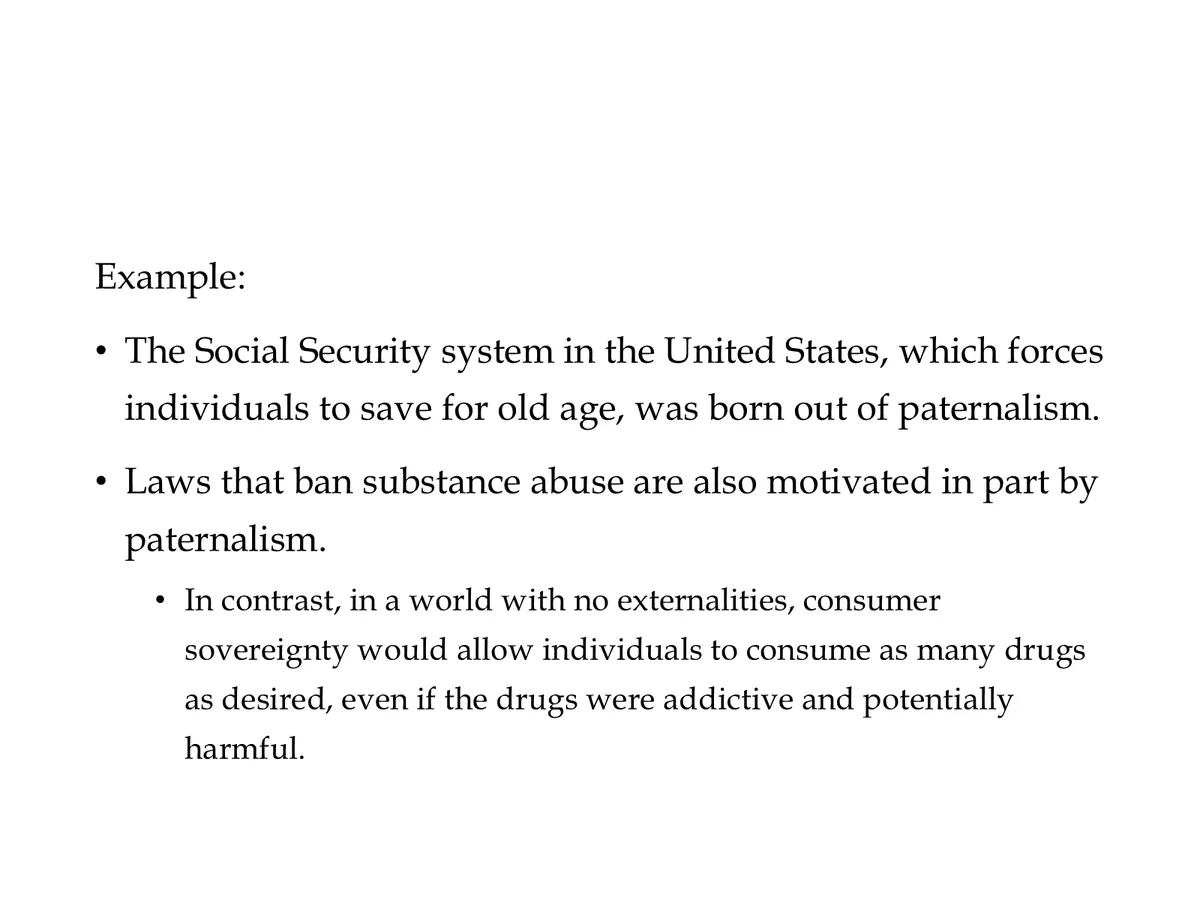 Example:
• The Social Security system in the United States, which forces
individuals to save for old age, was born out of paternalism.
• Laws that ban substance abuse are also motivated in part by
paternalism.
• In contrast, in a world with no externalities, consumer
sovereignty would allow individuals to consume as many drugs
as desired, even if the drugs were addictive and potentially
harmful.